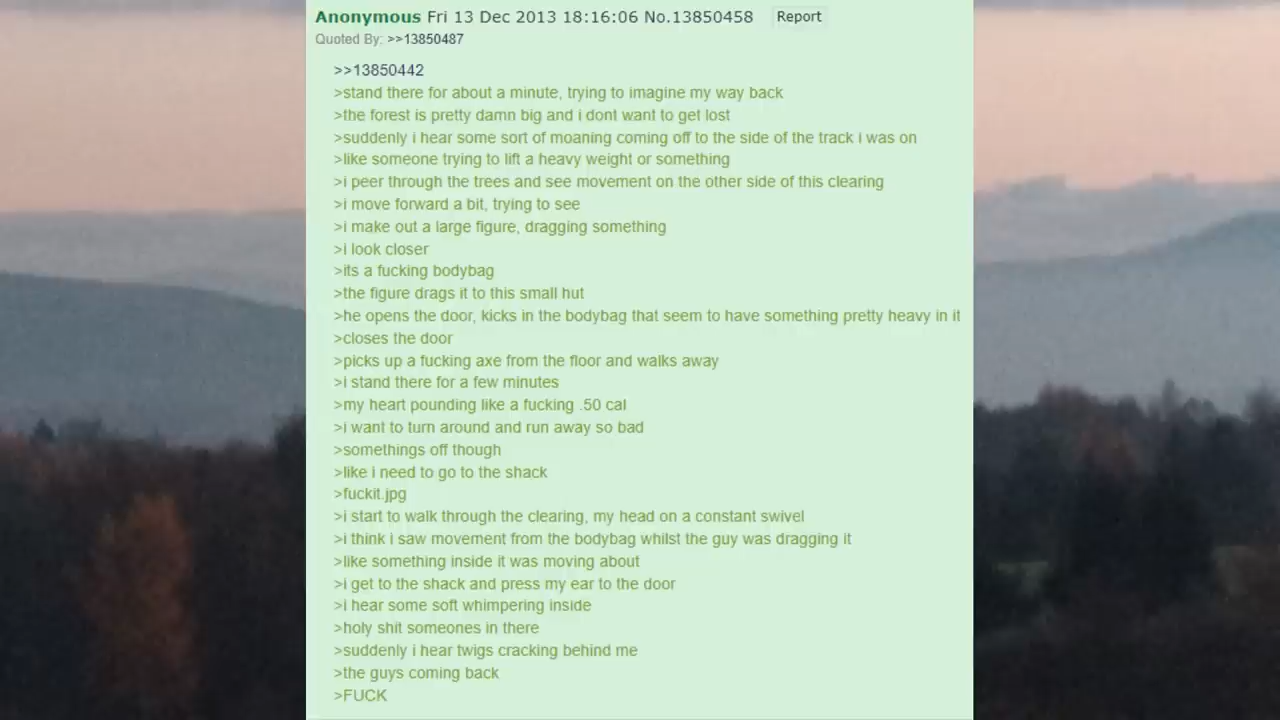 Anonymous Fri 13 Dec 2013 18:16:06 No.13850458 Report
Quoted By: >>13850487
>>13850442
>stand there for about a minute, trying to imagine my way back
>the forest is pretty damn big and i dont want to get lost
>suddenly i hear some sort of moaning coming off to the side of the track i was on
>like someone trying to lift a heavy weight or something
>i peer through the trees and see movement on the other side of this clearing
>i move forward a bit, trying to see
>i make out a large figure, dragging something
>i look closer
>its a fucking bodybag
>the figure drags it to this small hut
>he opens the door, kicks in the bodybag that seem to have something pretty heavy in it
>closes the door
>picks up a fucking axe from the floor and walks away
>i stand there for a few minutes
>my heart pounding like a fucking .50 cal
>i want to turn around and run away so bad
>somethings off though
>like i need to go to the shack
>fuckit.jpg
>i start to walk through the clearing, my head on a constant swivel
>i think i saw movement from the bodybag whilst the guy was dragging it
>like something inside it was moving about
>i get to the shack and press my ear to the door
>i hear some soft whimpering inside
>holy shit someones in there
>suddenly i hear twigs cracking behind me
>the guys coming back
>FUCK